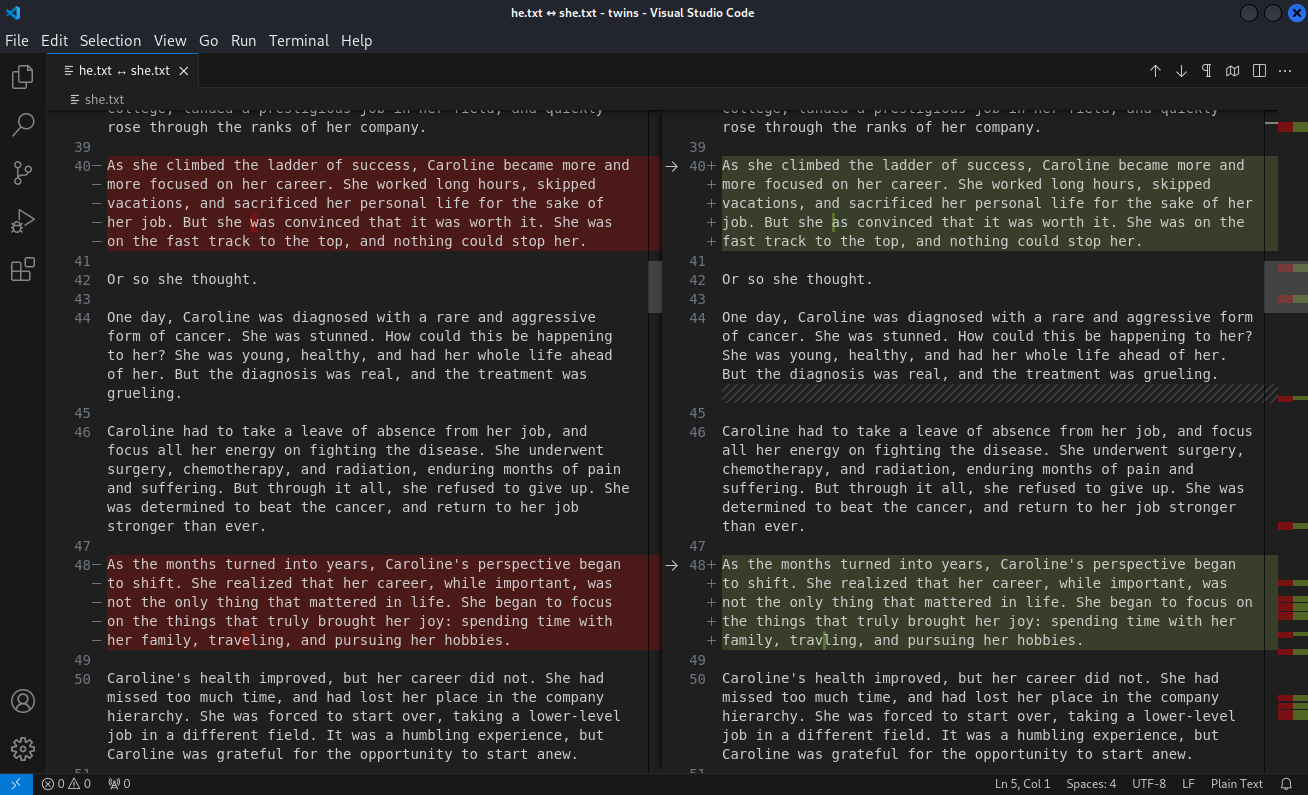 he.txt ↔ she.txt - twins - Visual Studio Code
File Edit Selection View Go Run Terminal Help
he.txt ↔ she.txt
she.txt
college, landed a prestigious job in her field, and quickly
rose through the ranks of her company.
39
40 As she climbed the ladder of success, Caroline became more and
more focused on her career. She worked long hours, skipped
vacations, and sacrificed her personal life for the sake of
her job. But she was convinced that it was worth it. She was
on the fast track to the top, and nothing could stop her.
41
42 Or so she thought.
43
44 One day, Caroline was diagnosed with a rare and aggressive
form of cancer. She was stunned. How could this be happening
to her? She was young, healthy, and had her whole life ahead
of her. But the diagnosis was real, and the treatment was
grueling.
45
46 Caroline had to take a leave of absence from her job, and
focus all her energy on fighting the disease. She underwent
surgery, chemotherapy, and radiation, enduring months of pain
and suffering. But through it all, she refused to give up. She
was determined to beat the cancer, and return to her job
stronger than ever.
47
48 As the months turned into years, Caroline's perspective began
to shift. She realized that her career, while important, was
not the only thing that mattered in life. She began to focus
on the things that truly brought her joy: spending time with
her family, traveling, and pursuing her hobbies.
49
50 Caroline's health improved, but her career did not. She had
missed too much time, and had lost her place in the company
hierarchy. She was forced to start over, taking a lower-level
job in a different field. It was a humbling experience, but
Caroline was grateful for the opportunity to start anew.
51
college, landed a prestigious job in her field, and quickly
rose through the ranks of her company.
39
40+ As she climbed the ladder of success, Caroline became more and
+ more focused on her career. She worked long hours, skipped
+ vacations, and sacrificed her personal life for the sake of her
+ job. But she as convinced that it was worth it. She was on the
+ fast track to the top, and nothing could stop her.
41
42 Or so she thought.
43
44 One day, Caroline was diagnosed with a rare and aggressive form
of cancer. She was stunned. How could this be happening to her?
She was young, healthy, and had her whole life ahead of her.
But the diagnosis was real, and the treatment was grueling.
45
46 Caroline had to take a leave of absence from her job, and focus
all her energy on fighting the disease. She underwent surgery,
chemotherapy, and radiation, enduring months of pain and
suffering. But through it all, she refused to give up. She was
determined to beat the cancer, and return to her job stronger
than ever.
47
48+ As the months turned into years, Caroline's perspective began
+ to shift. She realized that her career, while important, was
+ not the only thing that mattered in life. She began to focus on
+ the things that truly brought her joy: spending time with her
+ family, travling, and pursuing her hobbies.
49
50 Caroline's health improved, but her career did not. She had
missed too much time, and had lost her place in the company
hierarchy. She was forced to start over, taking a lower-level
job in a different field. It was a humbling experience, but
Caroline was grateful for the opportunity to start anew.
51
0 0 0 Ln 5, Col 1 Spaces: 4 UTF-8 LF Plain Text